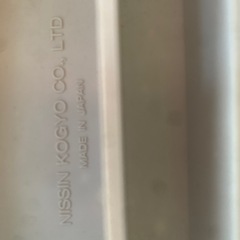 NISSIN KOGYO CO., LTD
MADE IN JAPAN